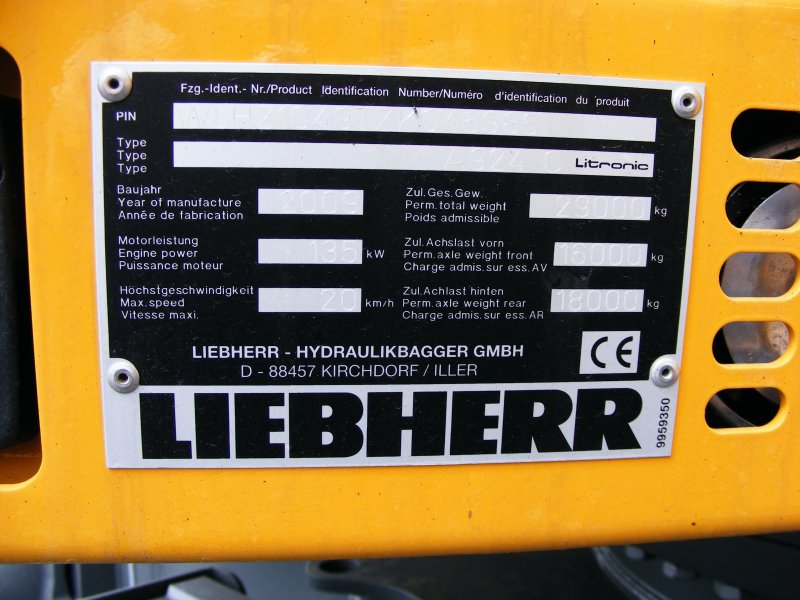 Fzg.-Ident.- Nr./Product Identification Number/Numéro d'identification du produit
PIN
Type
Type A924 C Litronic
Type
Baujahr
Year of manufacture 2009
Année de fabrication
Zul.Ges.Gew.
Perm.total weight 29000 kg
Poids admissible
Motorleistung
Engine power 135 kW
Puissance moteur
Zul.Achslast vorn
Perm.axle weight front 16000 kg
Charge admis.sur ess.AV
Höchstgeschwindigkeit
Max.speed 20 km/h
Vitesse maxi.
Zul.Achlast hinten
Perm.axle weight rear 18000 kg
Charge admis.sur ess.AR
LIEBHERR - HYDRAULIKBAGGER GMBH
D - 88457 KIRCHDORF / ILLER
CE
LIEBHERR
9959350